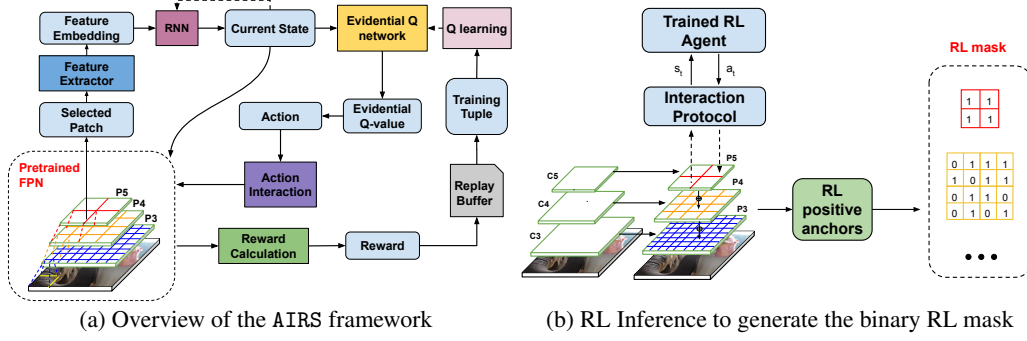 Feature
Embedding
RNN
Current State
Evidential Q
network
Q learning
Feature
Extractor
Selected
Patch
Action
Evidential
Q-value
Training
Tuple
Pretrained
FPN
P5
P4
P3
Action
Interaction
Replay
Buffer
Reward
Calculation
Reward
(a) Overview of the AIRS framework
Trained RL
Agent
s_t
a_t
Interaction
Protocol
C5
C4
C3
P5
P4
P3
RL
positive
anchors
RL mask
1 1
1 1
0 1 1 1
1 0 1 1
0 1 1 0
0 1 0 1
(b) RL Inference to generate the binary RL mask